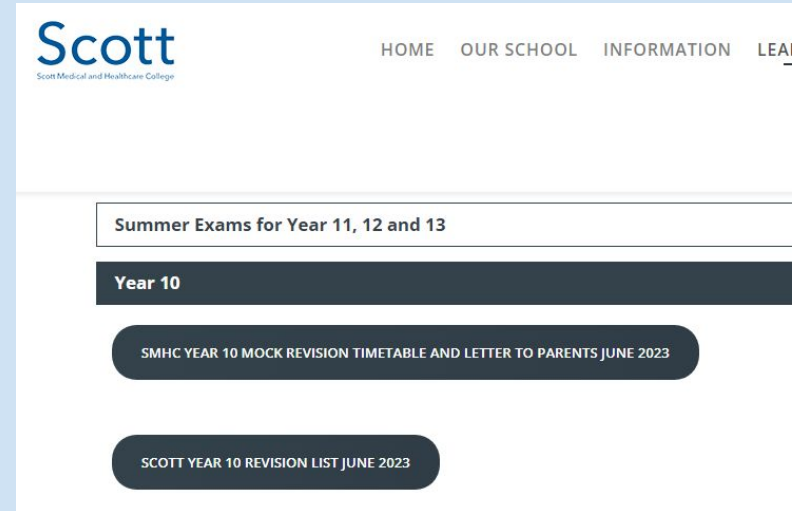 Scott
Scott Medical and Healthcare College
HOME OUR SCHOOL INFORMATION
Summer Exams for Year 11, 12 and 13
Year 10
SMHC YEAR 10 MOCK REVISION TIMETABLE AND LETTER TO PARENTS JUNE 2023
SCOTT YEAR 10 REVISION LIST JUNE 2023